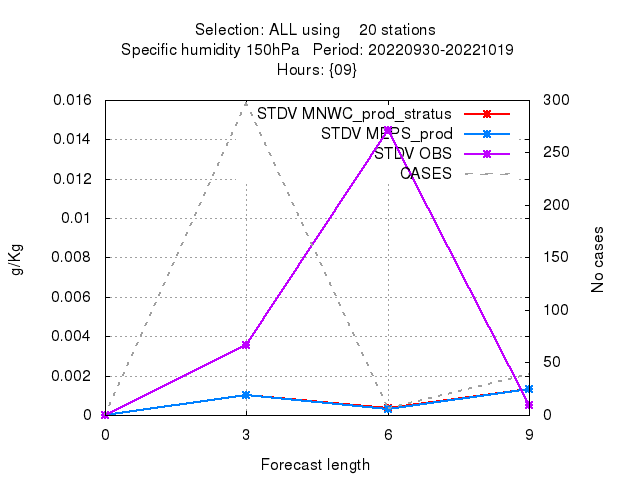 Selection: ALL using 20 stations
Specific humidity 150hPa Period: 20220930-20221019
Hours: {09}
0.016
0.014
0.012
0.01
0.008
0.006
0.004
0.002
0
g/Kg
STDV MNWC_prod_stratus
STDV MEPS_prod
STDV OBS
CASES
300
250
200
150
100
50
0
No cases
0 3 6 9
Forecast length